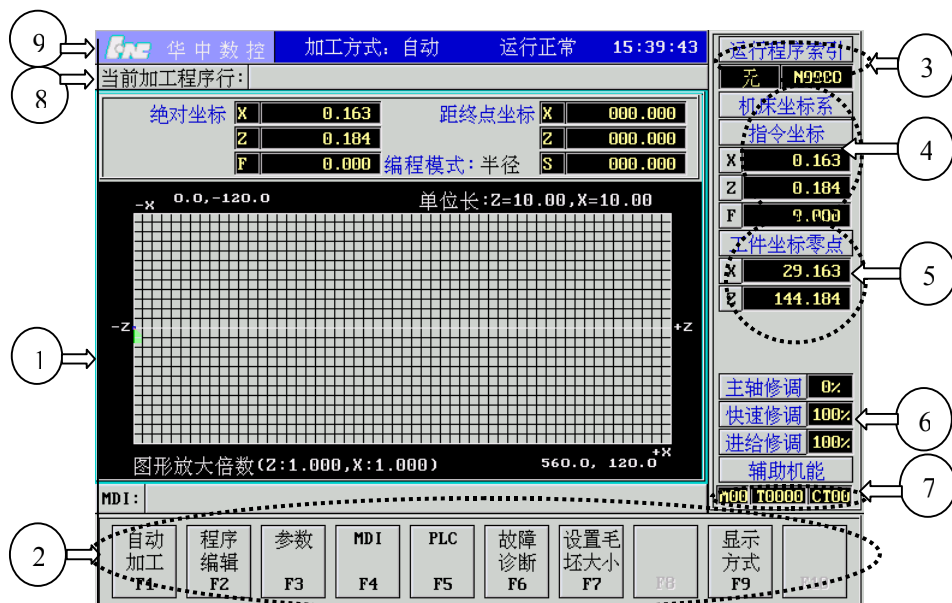 9 HNC 华中数控 加工方式: 自动 运行正常 15:39:43
8 当前加工程序行:
绝对坐标 X 0.163 距终点坐标 X 000.000
Z 0.184 Z 000.000
F 0.000 编程模式: 半径 S 000.000
-X 0.0,-120.0 单位长:Z=10.00,X=10.00
-Z +Z
1
+X
图形放大倍数(Z:1.000,X:1.000) 560.0, 120.0
MDI:
2
自动加工 F1
程序编辑 F2
参数 F3
MDI F4
PLC F5
故障诊断 F6
设置毛坯大小 F7
F8
显示方式 F9
F10
运行程序索引 3
无
机床坐标系
指令坐标 4
X 0.163
Z 0.184
F 0.000
工件坐标零点
X 29.163 5
Z 144.184
主轴修调 0%
快速修调 100% 6
进给修调 100%
辅助机能
M00 T0000 CT00 7